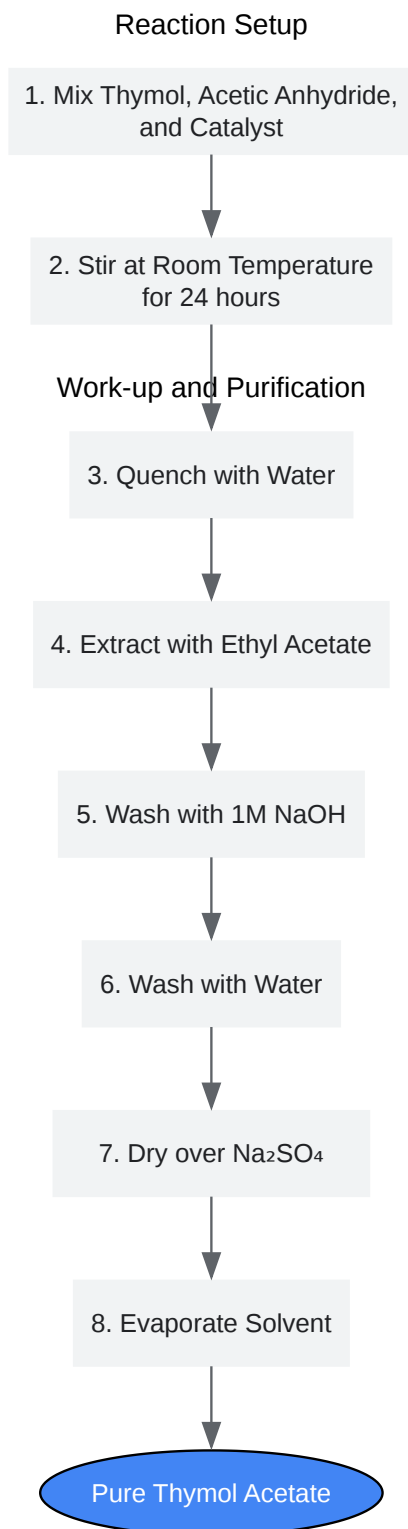 Reaction Setup
1. Mix Thymol, Acetic Anhydride,
and Catalyst
2. Stir at Room Temperature
for 24 hours
Work-up and Purification
3. Quench with Water
4. Extract with Ethyl Acetate
5. Wash with 1M NaOH
6. Wash with Water
7. Dry over Na₂SO₄
8. Evaporate Solvent
Pure Thymol Acetate